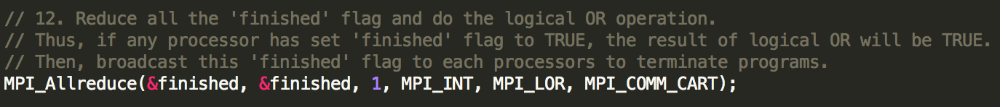 // 12. Reduce all the 'finished' flag and do the logical OR operation.
// Thus, if any processor has set 'finished' flag to TRUE, the result of logical OR will be TRUE.
// Then, broadcast this 'finished' flag to each processors to terminate programs.
MPI_Allreduce(&finished, &finished, 1, MPI_INT, MPI_LOR, MPI_COMM_CART);